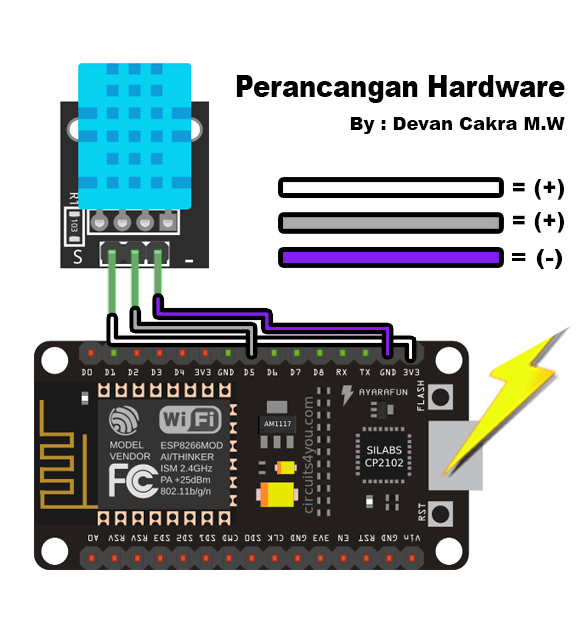 Perancangan Hardware
By : Devan Cakra M.W
= (+)
= (+)
= (-)
R1
103
S
-
D0 D1 D2 D3 D4 3V3 GND D5 D6 D7 D8 RX TX GND 3V3
FLASH
AYARAFUN
WiFi
AM1117
SILABS
CP2102
MODEL
VENDOR
ESP8266MOD
AI/THINKER
ISM 2.4GHz
PA +25dBm
802.11b/g/n
FC
circuits4you.com
RST
A0 RSV RSV SD3 SD2 SD1 CMD SD0 CLK GND 3V3 EN RST GND Vin